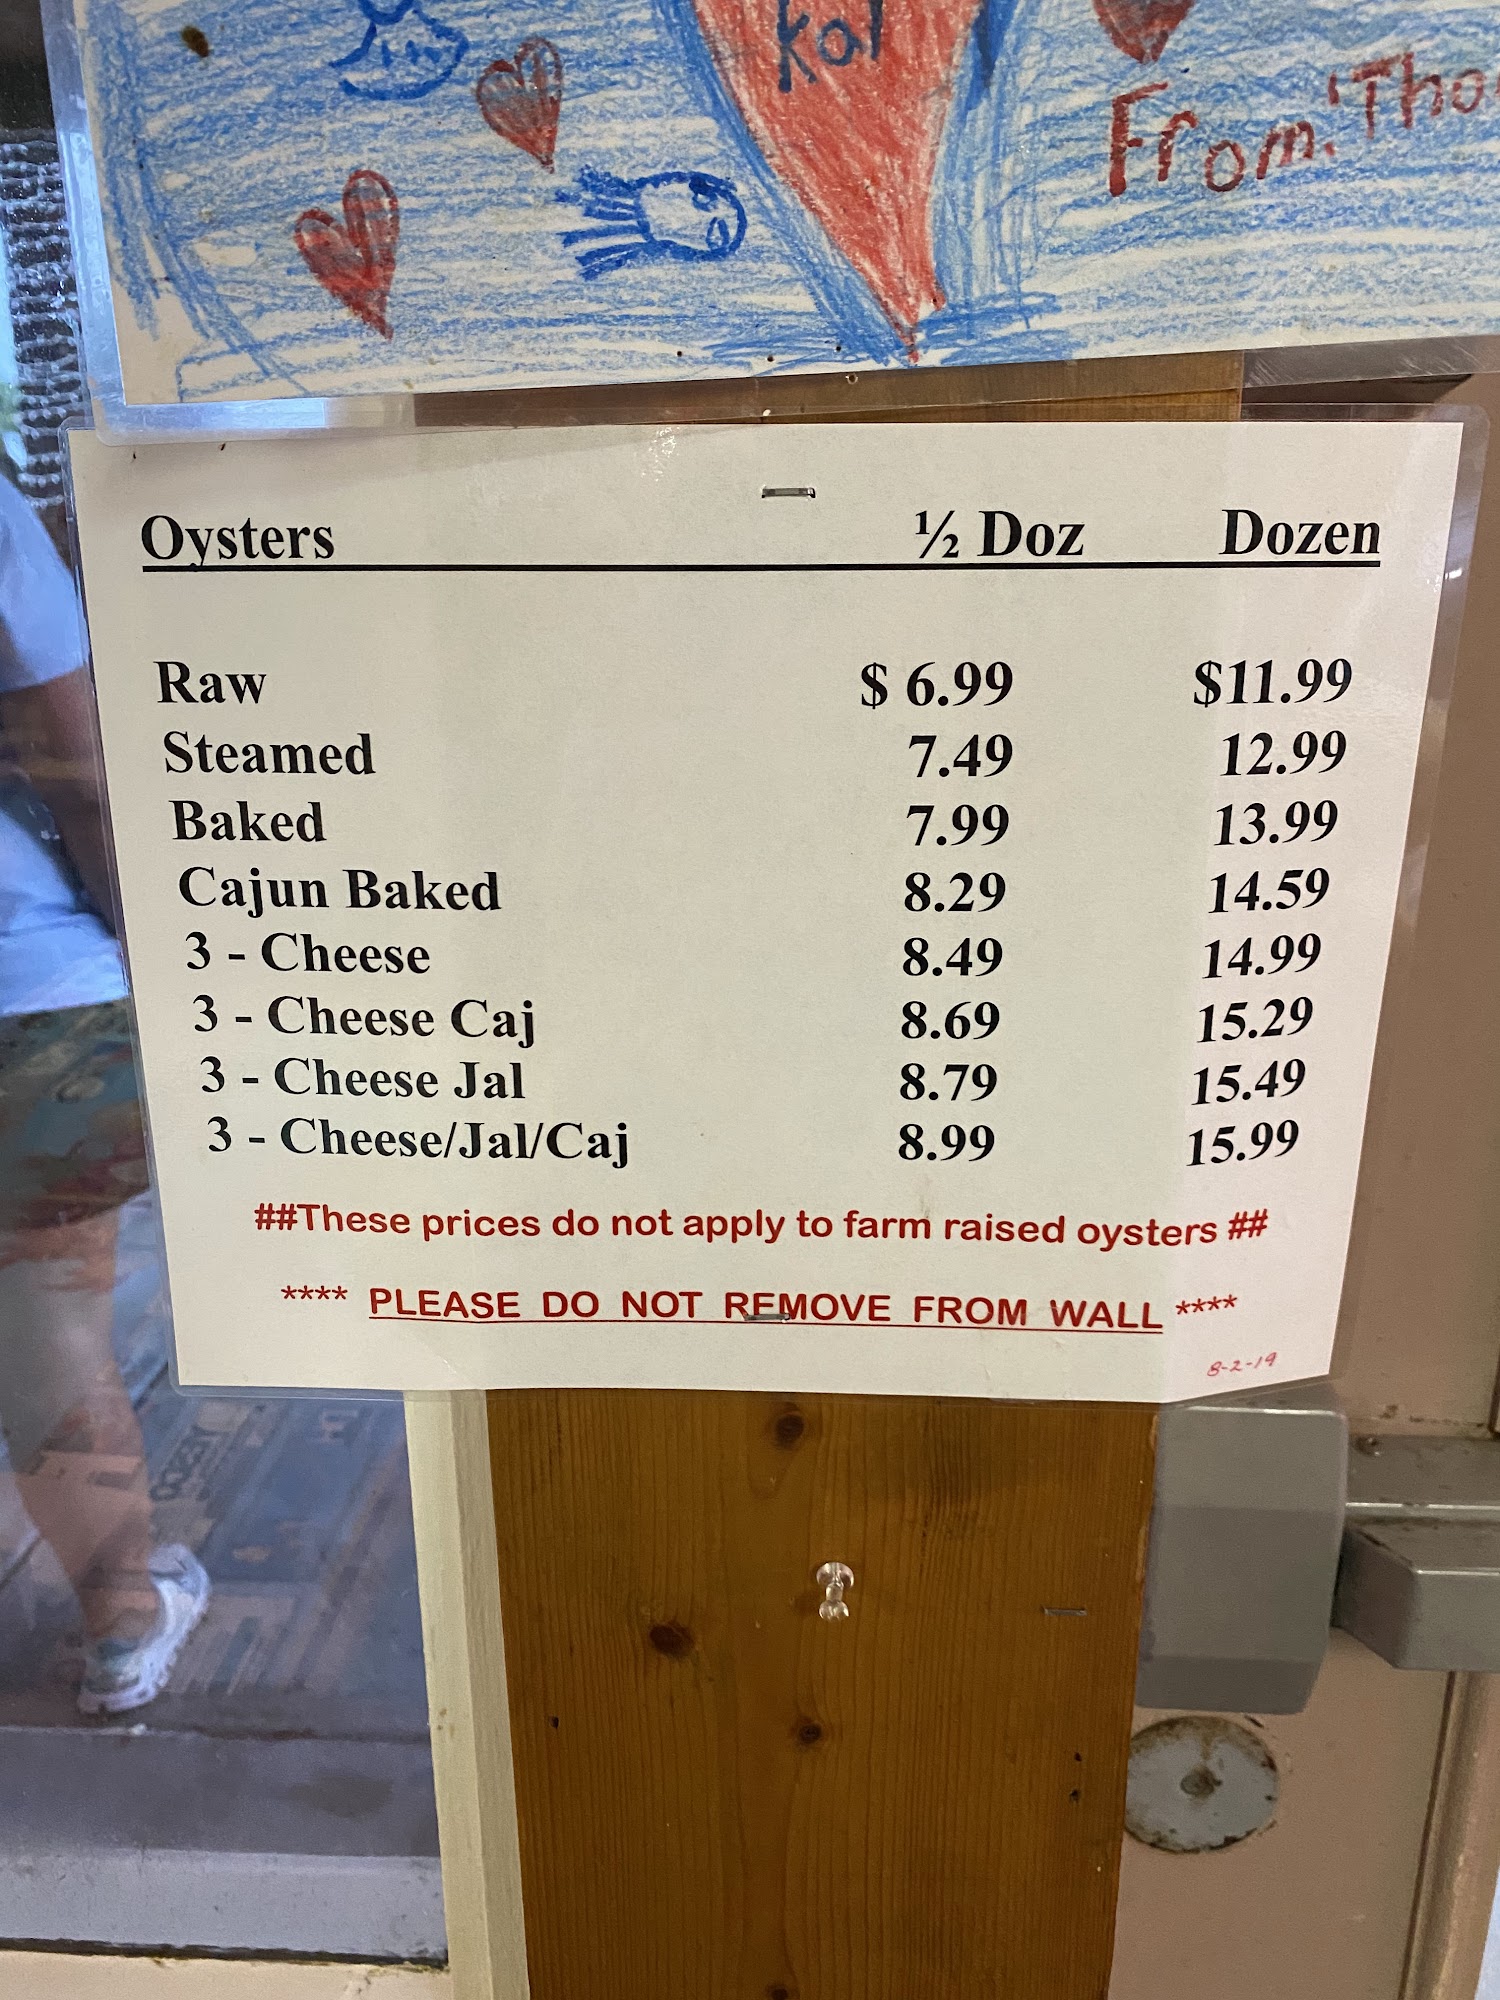 kal
From: Tho
Oysters ½ Doz Dozen
Raw $ 6.99 $11.99
Steamed 7.49 12.99
Baked 7.99 13.99
Cajun Baked 8.29 14.59
3 - Cheese 8.49 14.99
3 - Cheese Caj 8.69 15.29
3 - Cheese Jal 8.79 15.49
3 - Cheese/Jal/Caj 8.99 15.99
##These prices do not apply to farm raised oysters ##
**** PLEASE DO NOT REMOVE FROM WALL ****
8-2-19